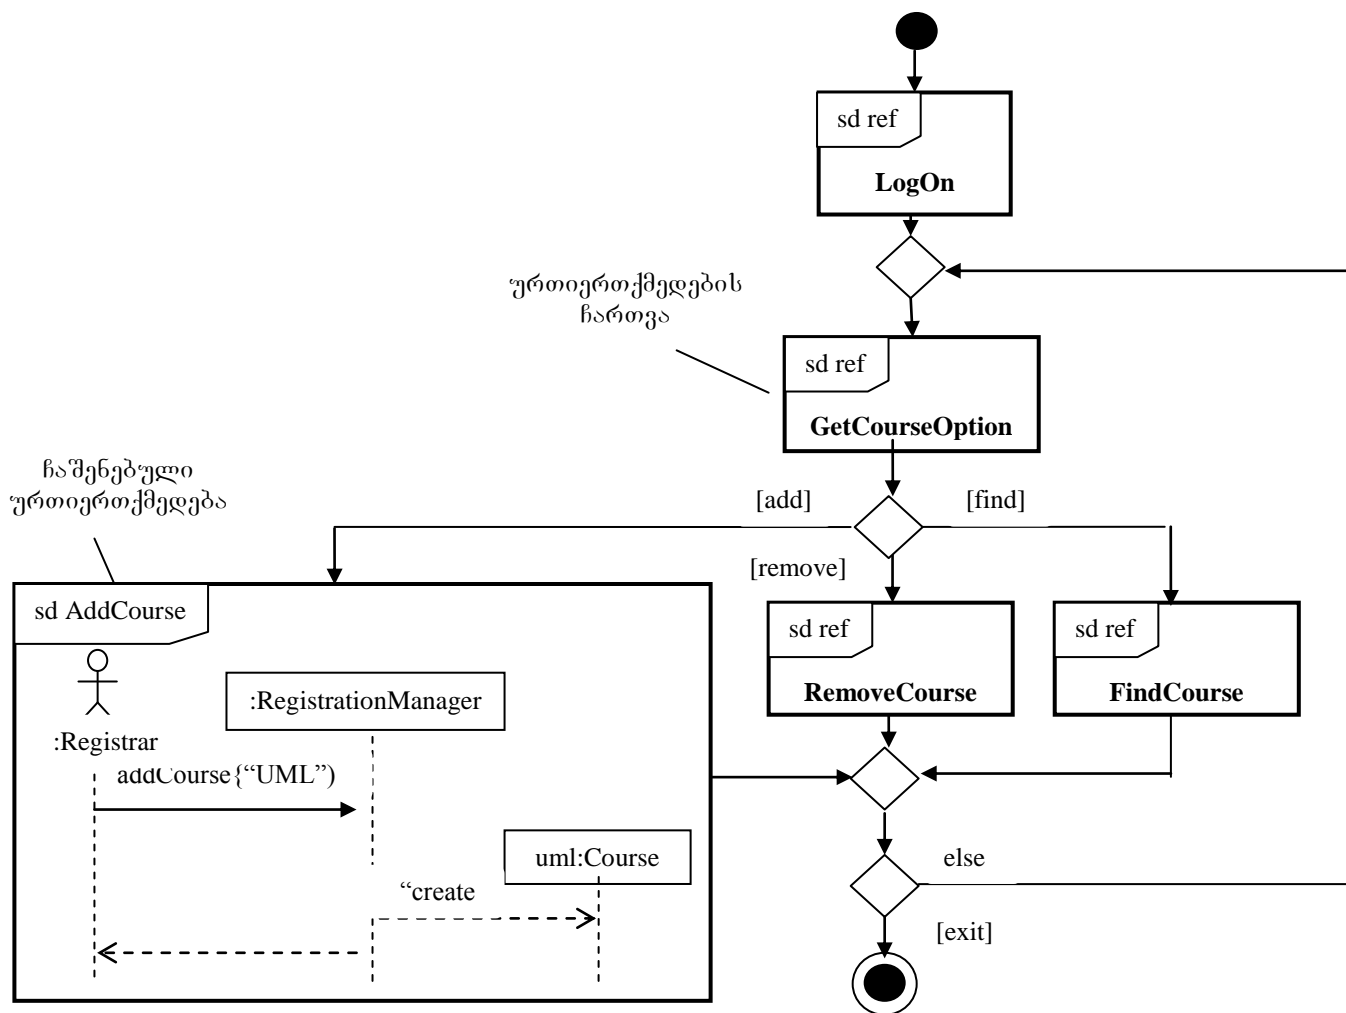 sd ref
LogOn
ურთიერთქმედების
ჩართვა
sd ref
GetCourseOption
ჩაშენებული
ურთიერთქმედება
[add]
[find]
[remove]
sd AddCourse
sd ref
RemoveCourse
sd ref
FindCourse
:RegistrationManager
:Registrar
addCourse{“UML”)
uml:Course
“create
else
[exit]